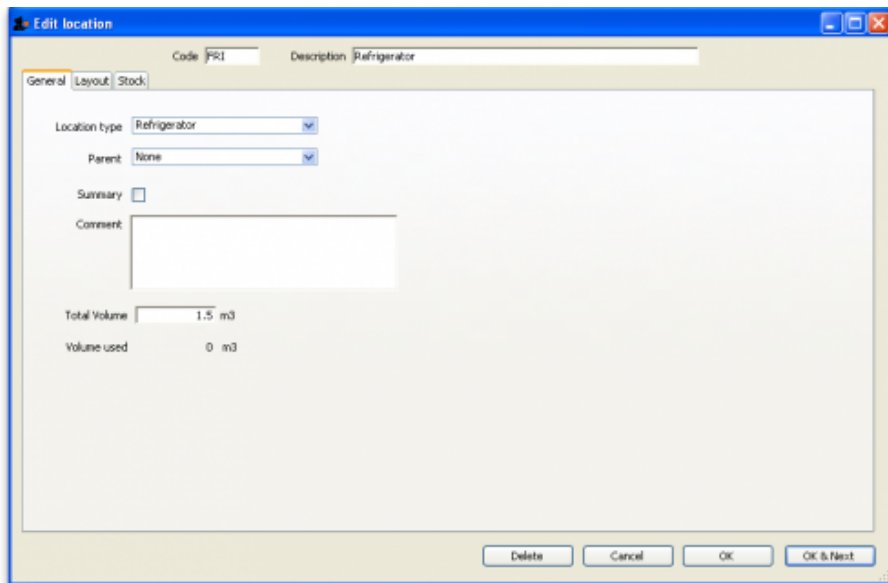 Edit location
Code FRI Description Refrigerator
General Layout Stock
Location type Refrigerator
Parent None
Summary
Comment
Total Volume 1.5 m3
Volume used 0 m3
Delete Cancel OK OK & Next